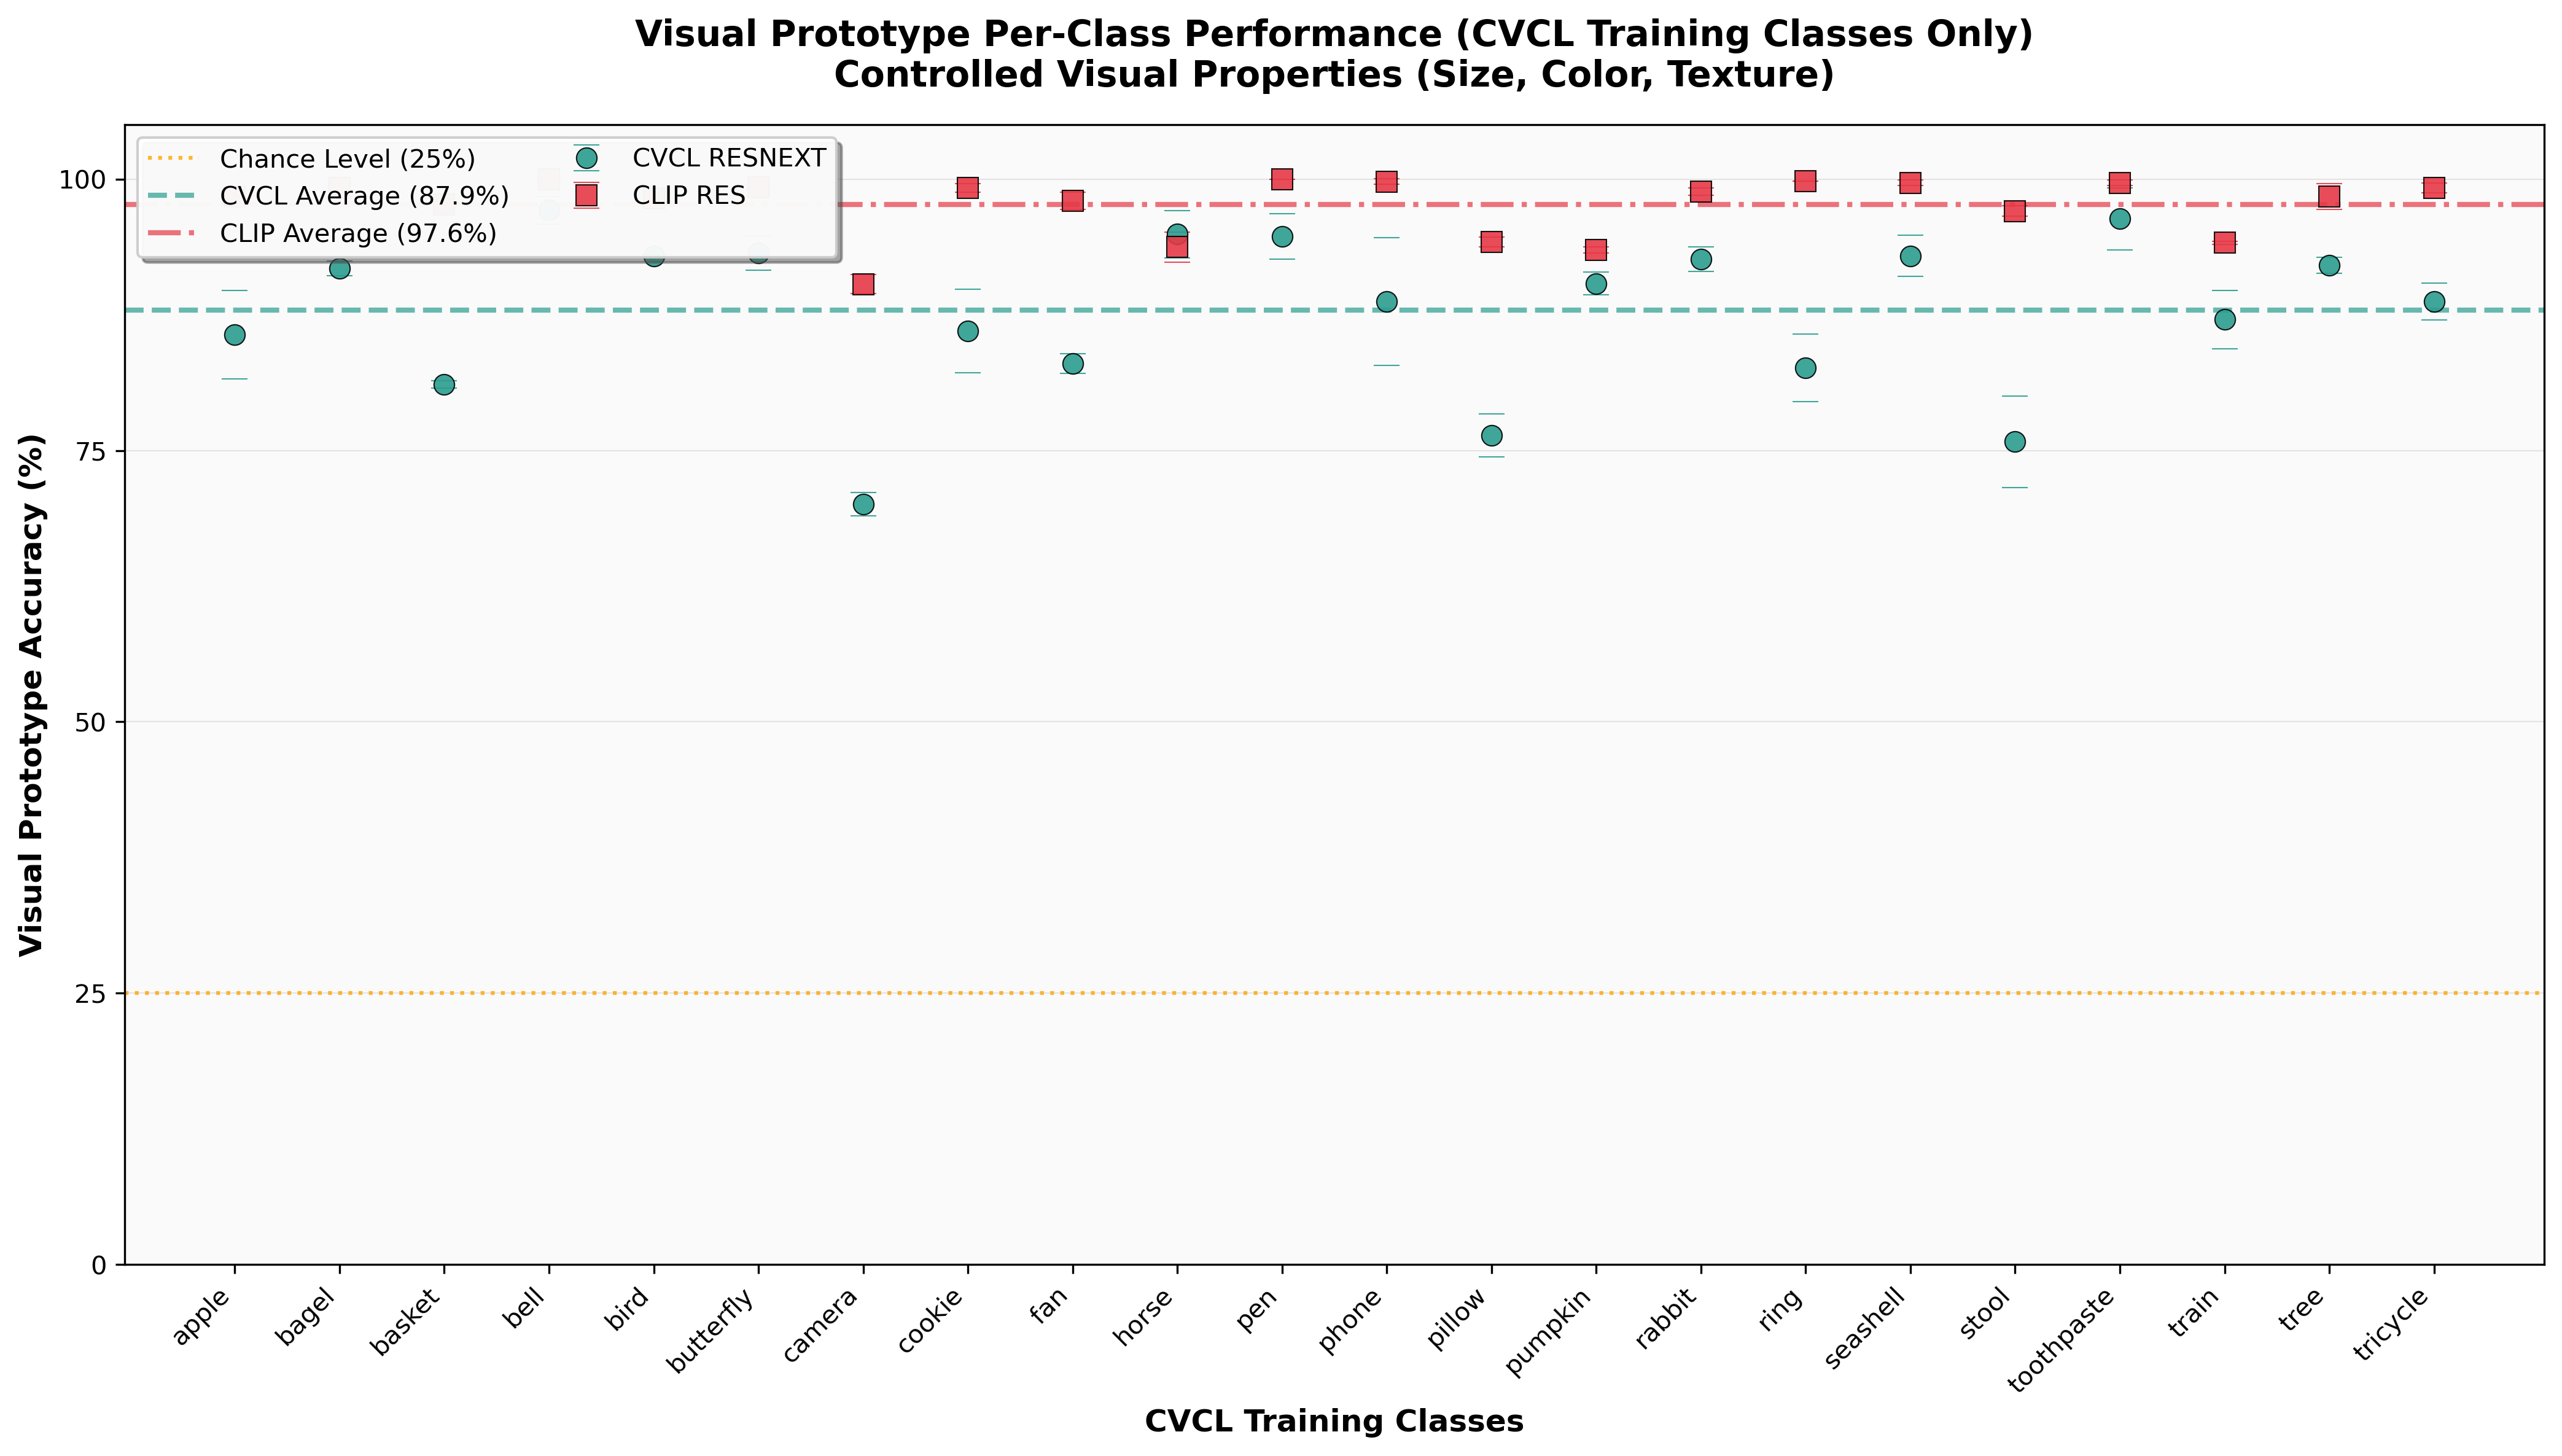 Visual Prototype Per-Class Performance (CVCL Training Classes Only)
Controlled Visual Properties (Size, Color, Texture)
Chance Level (25%)
CVCL Average (87.9%)
CLIP Average (97.6%)
CVCL RESNEXT
CLIP RES
Visual Prototype Accuracy (%)
100
75
50
25
0
apple
bagel
basket
bell
bird
butterfly
camera
cookie
fan
horse
pen
phone
pillow
pumpkin
rabbit
ring
seashell
stool
toothpaste
train
tree
tricycle
CVCL Training Classes